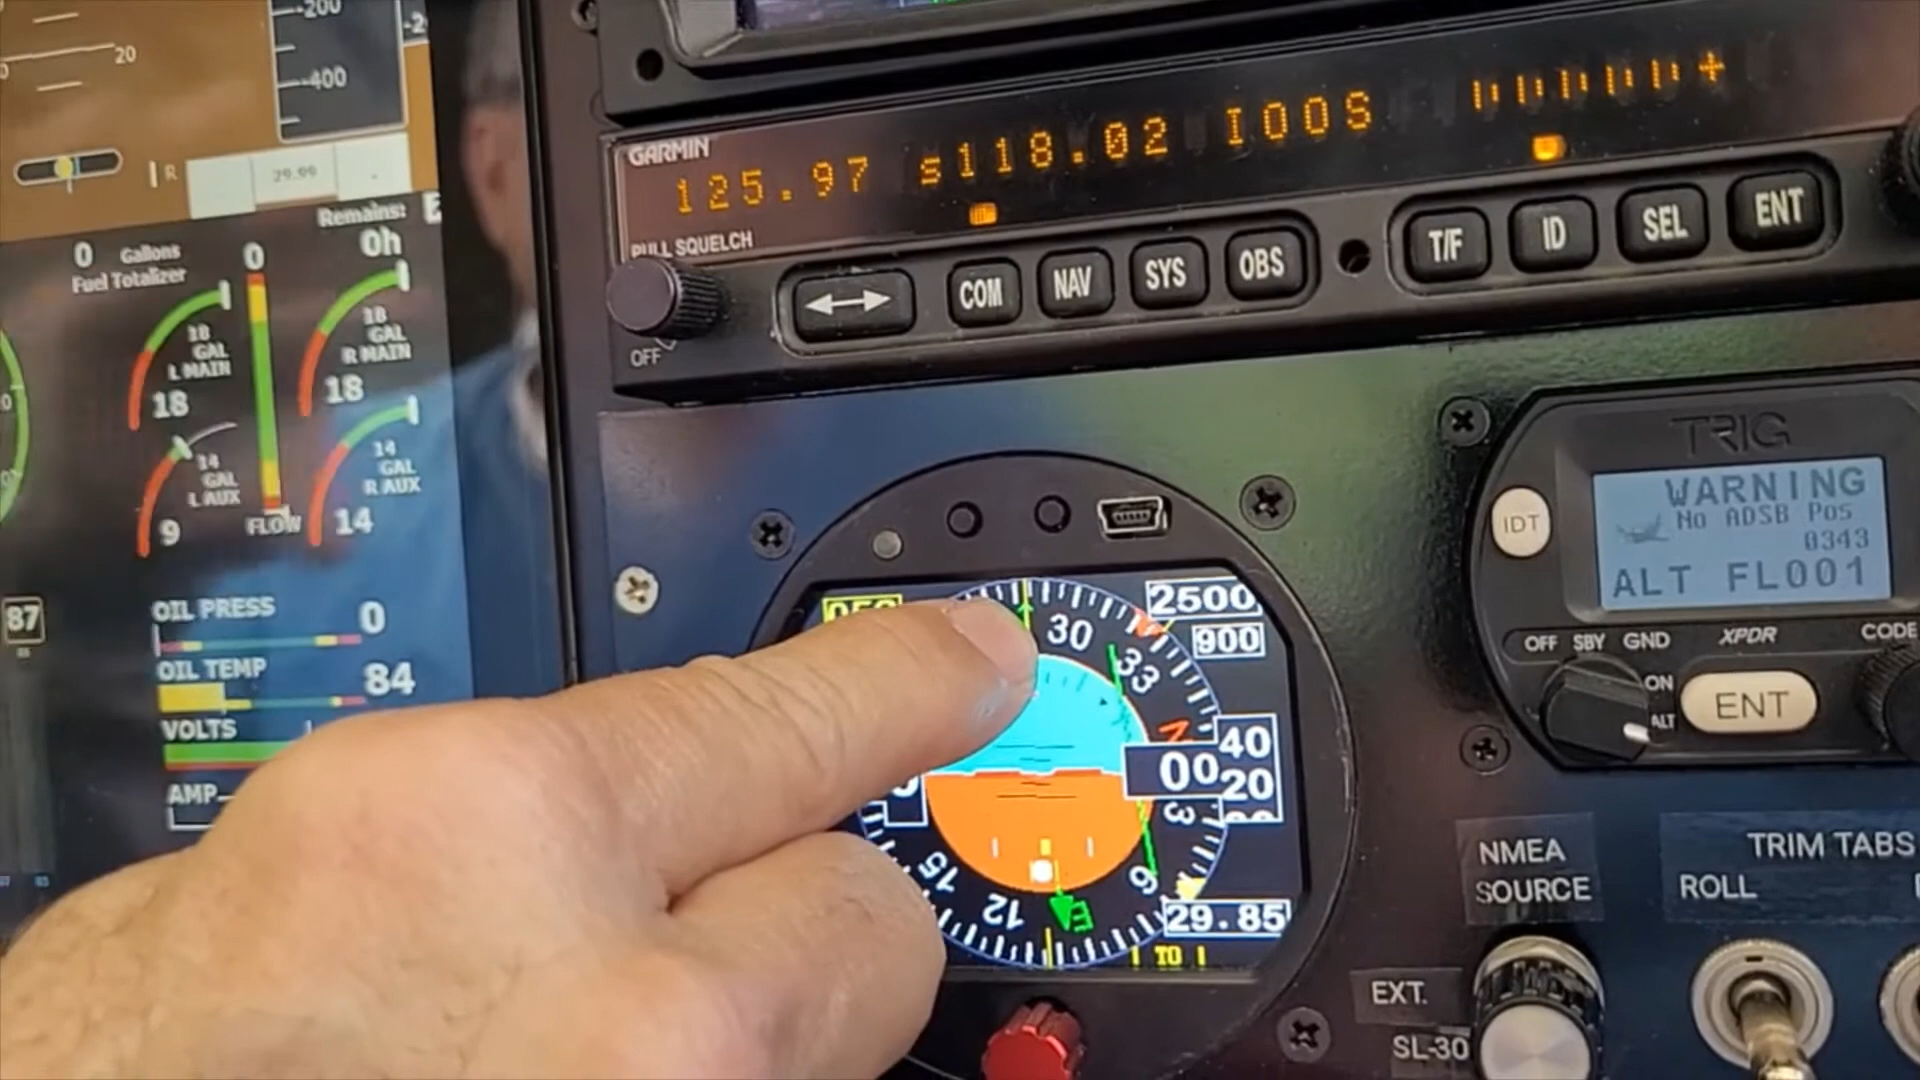 -200
20
-400
R
29.99
Remains:
0 Gallons
Fuel Totalizer
0
0h
18
GAL
L MAIN
18
18
GAL
R MAIN
18
14
GAL
L AUX
9
FLOW
14
GAL
R AUX
14
87
OIL PRESS 0
OIL TEMP 84
VOLTS
AMP
GARMIN
125.97 s118.02 IOOS
PULL SQUELCH
OFF
COM
NAV
SYS
OBS
T/F
ID
SEL
ENT
2500
900
30
33
N
40
00
20
3
6
E
12
15
29.85
TO
TRIG
IDT
WARNING
No ADSB Pos
0343
ALT FL001
OFF SBY GND XPDR CODE
ON
ALT
ENT
NMEA
SOURCE
TRIM TABS
ROLL
EXT.
SL-30